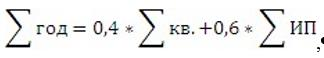 ∑ год = 0,4 * ∑ кв. +0,6 * ∑ ИП ,